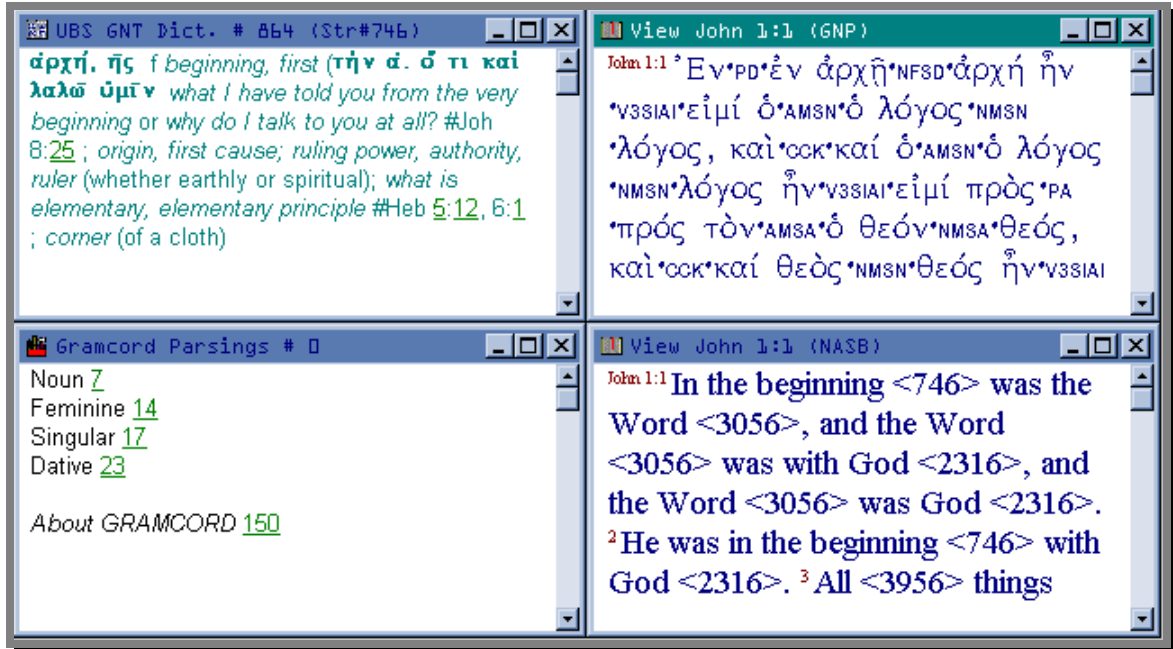 UBS GNT Dict. # 864 (Str#746)
ἀρχή, ῆς f beginning, first (τὴν ἀ. ὅ τι καὶ
λαλῶ ὑμῖν what I have told you from the very
beginning or why do I talk to you at all? #Joh
8:25 ; origin, first cause; ruling power, authority,
ruler (whether earthly or spiritual); what is
elementary, elementary principle #Heb 5:12, 6:1
; corner (of a cloth)
View John 1:1 (GNP)
John 1:1 Ἐν•PD•ἐν ἀρχῇ•NFSD•ἀρχή ἦν
•V3SIAI•εἰμί ὁ•AMSN•ὁ λόγος•NMSN
•λόγος, καὶ•CCK•καί ὁ•AMSN•ὁ λόγος
•NMSN•λόγος ἦν•V3SIAI•εἰμί πρὸς•PA
•πρός τὸν•AMSA•ὁ θεόν•NMSA•θεός,
καὶ•CCK•καί θεὸς•NMSN•θεός ἦν•V3SIAI
Gramcord Parsings # 0
Noun 7
Feminine 14
Singular 17
Dative 23
About GRAMCORD 150
View John 1:1 (NASB)
John 1:1 In the beginning <746> was the
Word <3056>, and the Word
<3056> was with God <2316>, and
the Word <3056> was God <2316>.
2 He was in the beginning <746> with
God <2316>. 3 All <3956> things